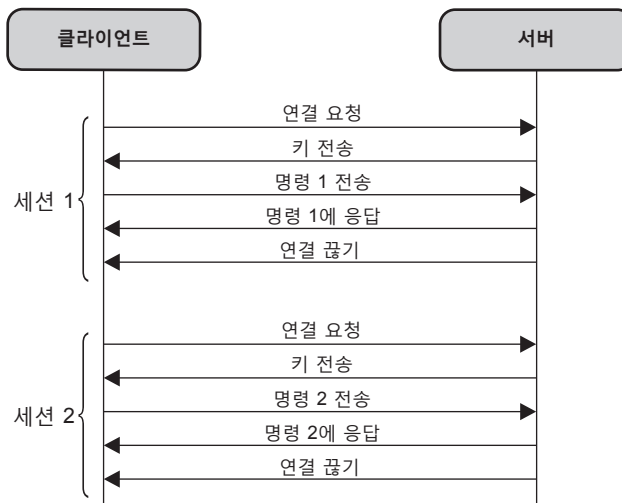 클라이언트
서버
연결 요청
키 전송
명령 1 전송
명령 1에 응답
연결 끊기
세션 1
연결 요청
키 전송
명령 2 전송
명령 2에 응답
연결 끊기
세션 2